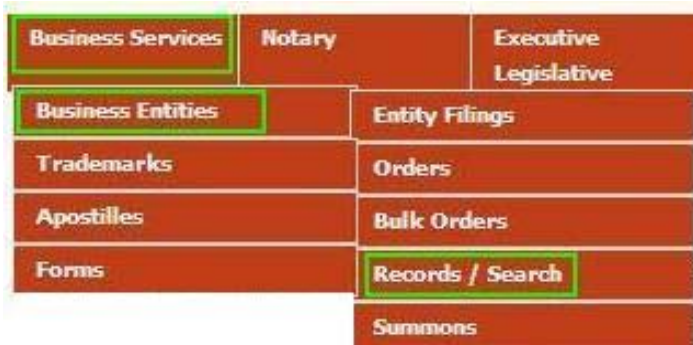 Business Services Notary Executive
Legislative
Business Entities Entity Filings
Trademarks Orders
Apostilles Bulk Orders
Forms Records / Search
Summons